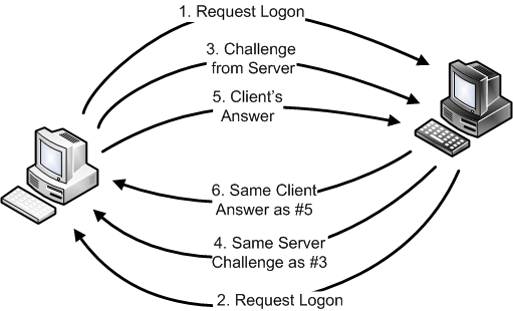 1. Request Logon
3. Challenge
from Server
5. Client's
Answer
6. Same Client
Answer as #5
4. Same Server
Challenge as #3
2. Request Logon